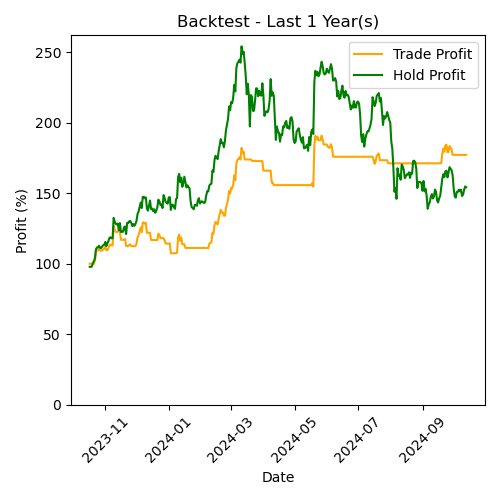 Backtest - Last 1 Year(s)
Trade Profit
Hold Profit
Profit (%)
250
200
150
100
50
0
2023-11
2024-01
2024-03
2024-05
2024-07
2024-09
Date